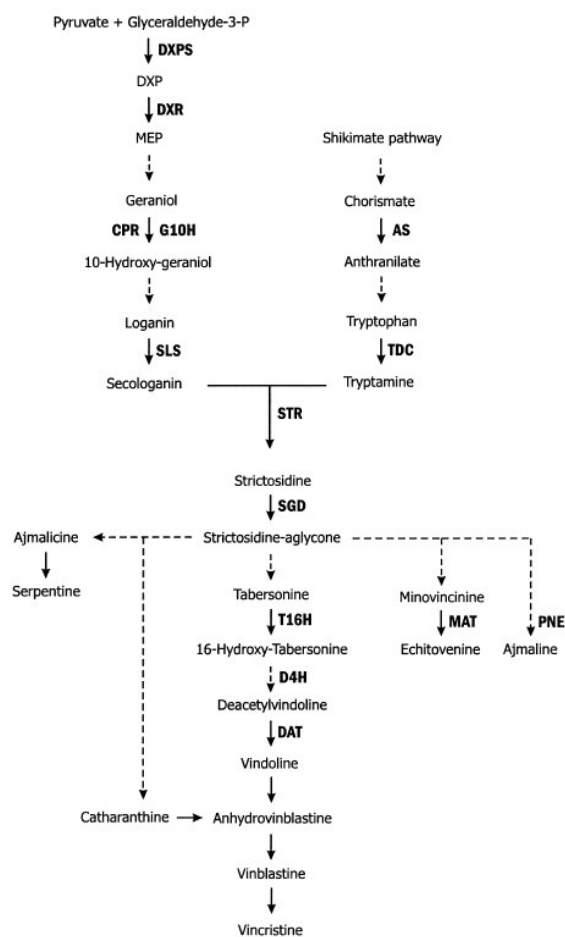 Pyruvate + Glyceraldehyde-3-P
DXPS
DXP
DXR
MEP Shikimate pathway
Geraniol Chorismate
CPR G10H AS
10-Hydroxy-geraniol Anthranilate
Loganin Tryptophan
SLS TDC
Secologanin Tryptamine
STR
Strictosidine
SGD
Ajmalicine Strictosidine-aglycone
Serpentine Tabersonine Minovincinine
T16H MAT PNE
16-Hydroxy-Tabersonine Echitovenine Ajmaline
D4H
Deacetylvindoline
DAT
Vindoline
Catharanthine Anhydrovinblastine
Vinblastine
Vincristine